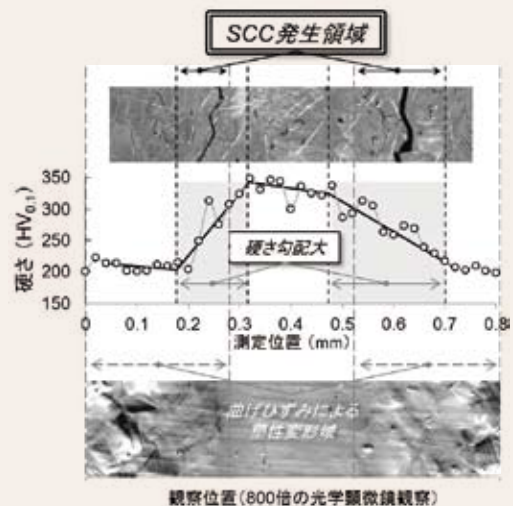 SCC発生領域
350
300
250
200
150
硬さ (HV0.1)
硬さ勾配大
0
0.1
0.2
0.3
0.4
0.5
0.6
0.7
0.8
測定位置 (mm)
曲げひずみによる
塑性変形域
観察位置(800倍の光学顕微鏡観察)